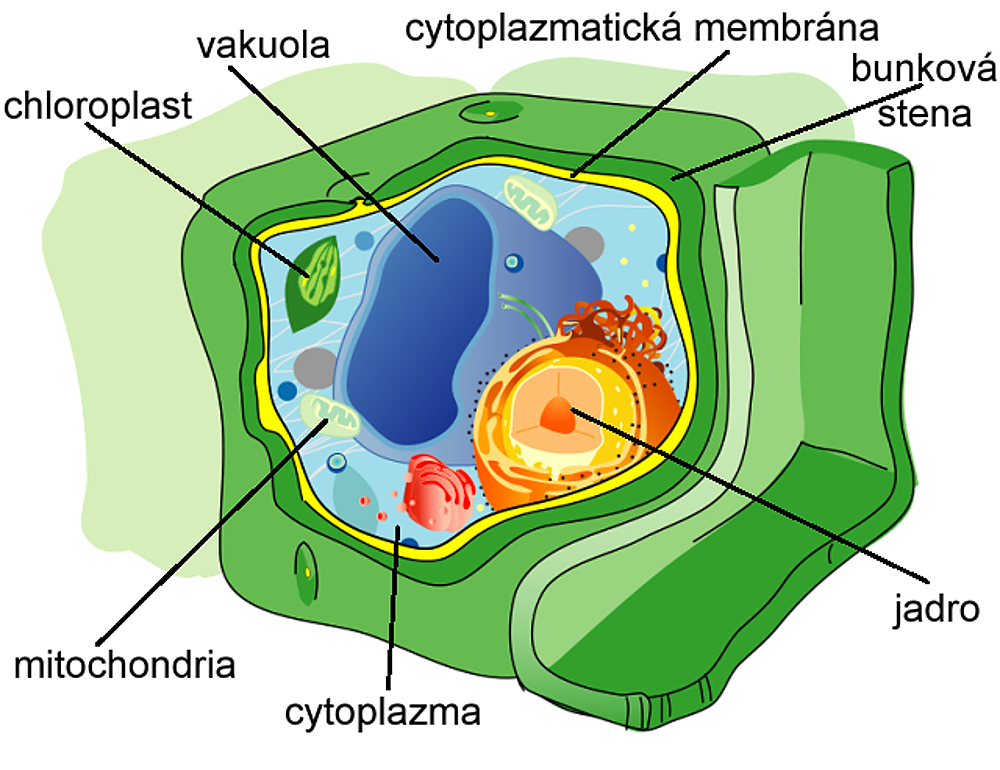 cytoplazmatická membrána
vakuola
bunková
stena
chloroplast
jadro
mitochondria
cytoplazma